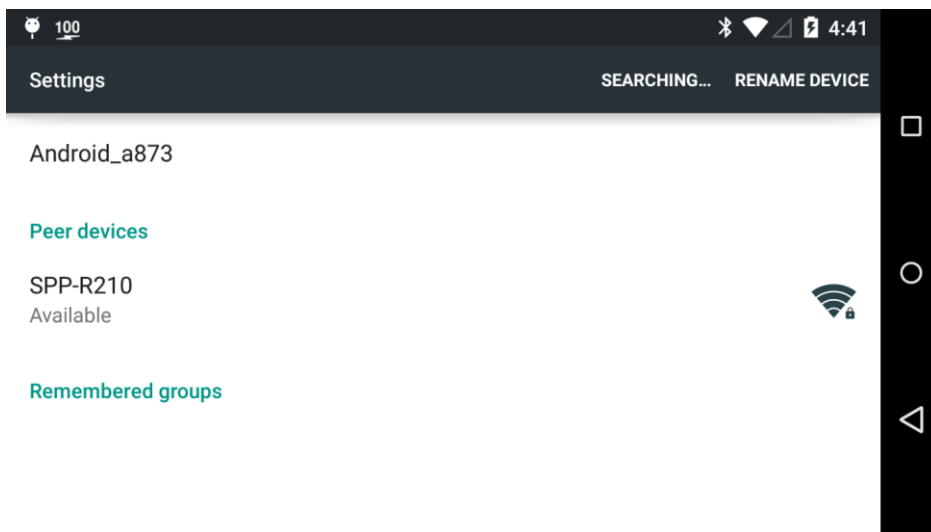 100
4:41
Settings
SEARCHING...
RENAME DEVICE
Android_a873
Peer devices
SPP-R210
Available
Remembered groups